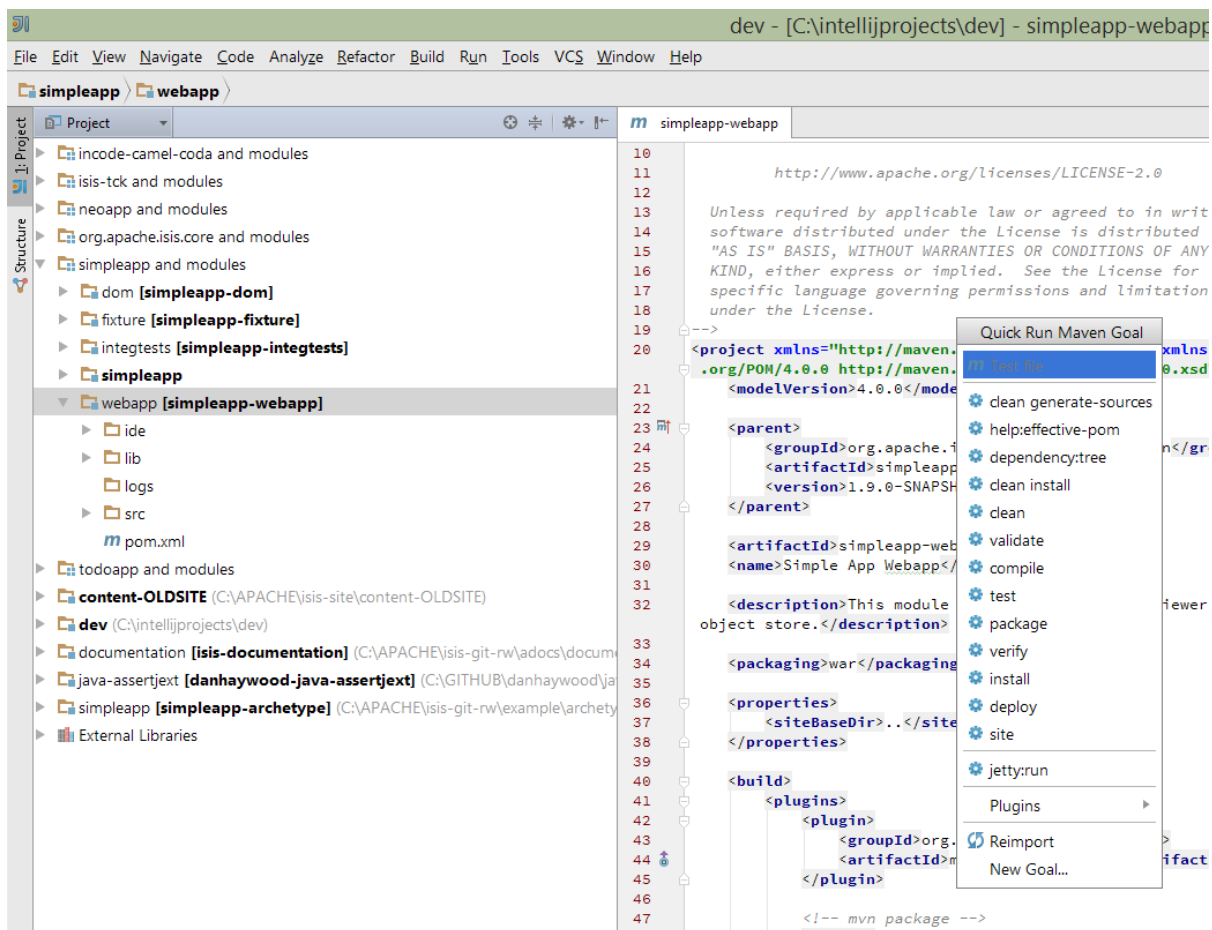 dev - [C:\intellijprojects\dev] - simpleapp-webapp
File Edit View Navigate Code Analyze Refactor Build Run Tools VCS Window Help
simpleapp webapp
1: Project
Structure
Project
incode-camel-coda and modules
isis-tck and modules
neoapp and modules
org.apache.isis.core and modules
simpleapp and modules
dom [simpleapp-dom]
fixture [simpleapp-fixture]
integtests [simpleapp-integtests]
simpleapp
webapp [simpleapp-webapp]
ide
lib
logs
src
pom.xml
todoapp and modules
content-OLDSITE (C:\APACHE\isis-site\content-OLDSITE)
dev (C:\intellijprojects\dev)
documentation [isis-documentation] (C:\APACHE\isis-git-rw\adocs\docume
java-assertjext [danhaywood-java-assertjext] (C:\GITHUB\danhaywood\ja
simpleapp [simpleapp-archetype] (C:\APACHE\isis-git-rw\example\archety
External Libraries
simpleapp-webapp
10
11 http://www.apache.org/licenses/LICENSE-2.0
12
13 Unless required by applicable law or agreed to in writ
14 software distributed under the License is distributed
15 "AS IS" BASIS, WITHOUT WARRANTIES OR CONDITIONS OF ANY
16 KIND, either express or implied. See the License for
17 specific language governing permissions and limitation
18 under the License.
19 -->
20 <project xmlns="http://maven. xmlns
.org/POM/4.0.0 http://maven. 0.xsd"
21 <modelVersion>4.0.0</mode
22
23 <parent>
24 <groupId>org.apache.i n</gr
25 <artifactId>simpleapp
26 <version>1.9.0-SNAPSH
27 </parent>
28
29 <artifactId>simpleapp-web
30 <name>Simple App Webapp</
31
32 <description>This module iewer
object store.</description>
33
34 <packaging>war</packaging
35
36 <properties>
37 <siteBaseDir>..</site
38 </properties>
39
40 <build>
41 <plugins>
42 <plugin>
43 <groupId>org. >
44 <artifactId>m ifact
45 </plugin>
46
47 <!-- mvn package -->
Quick Run Maven Goal
Test file
clean generate-sources
help:effective-pom
dependency:tree
clean install
clean
validate
compile
test
package
verify
install
deploy
site
jetty:run
Plugins
Reimport
New Goal...